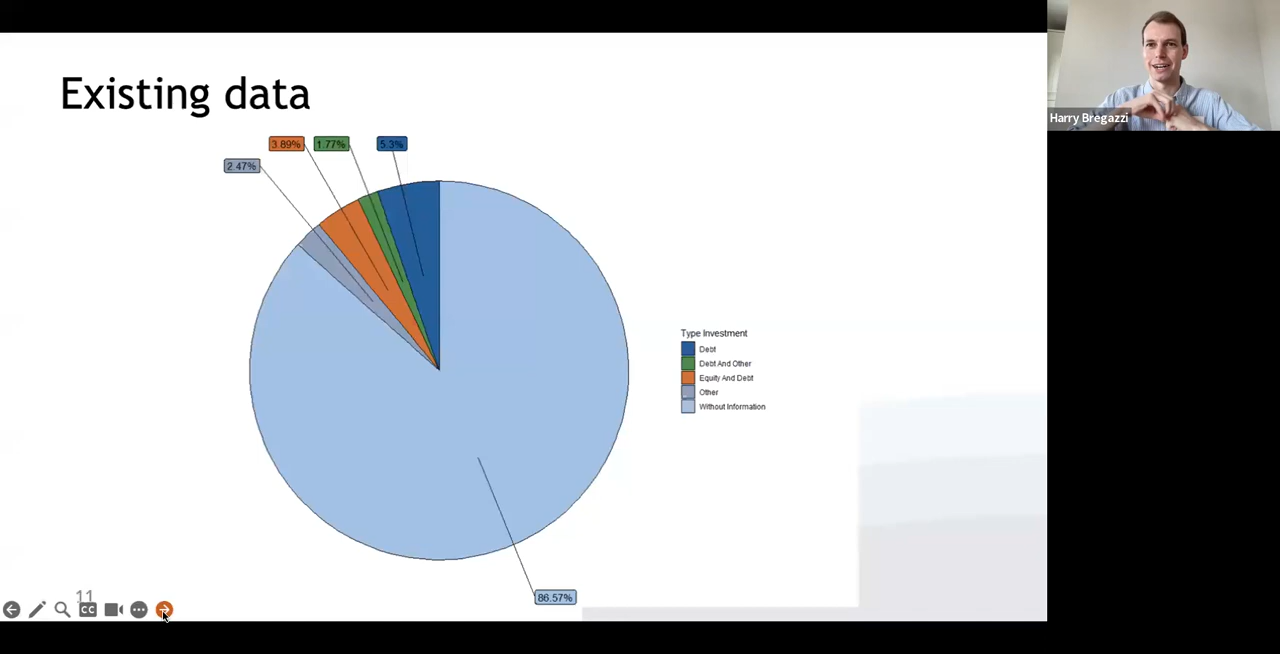 Existing data
3.89%
1.77%
5.3%
2.47%
Type Investment
Debt
Debt And Other
Equity And Debt
Other
Without Information
86.57%
11
CC
Harry Bregazzi